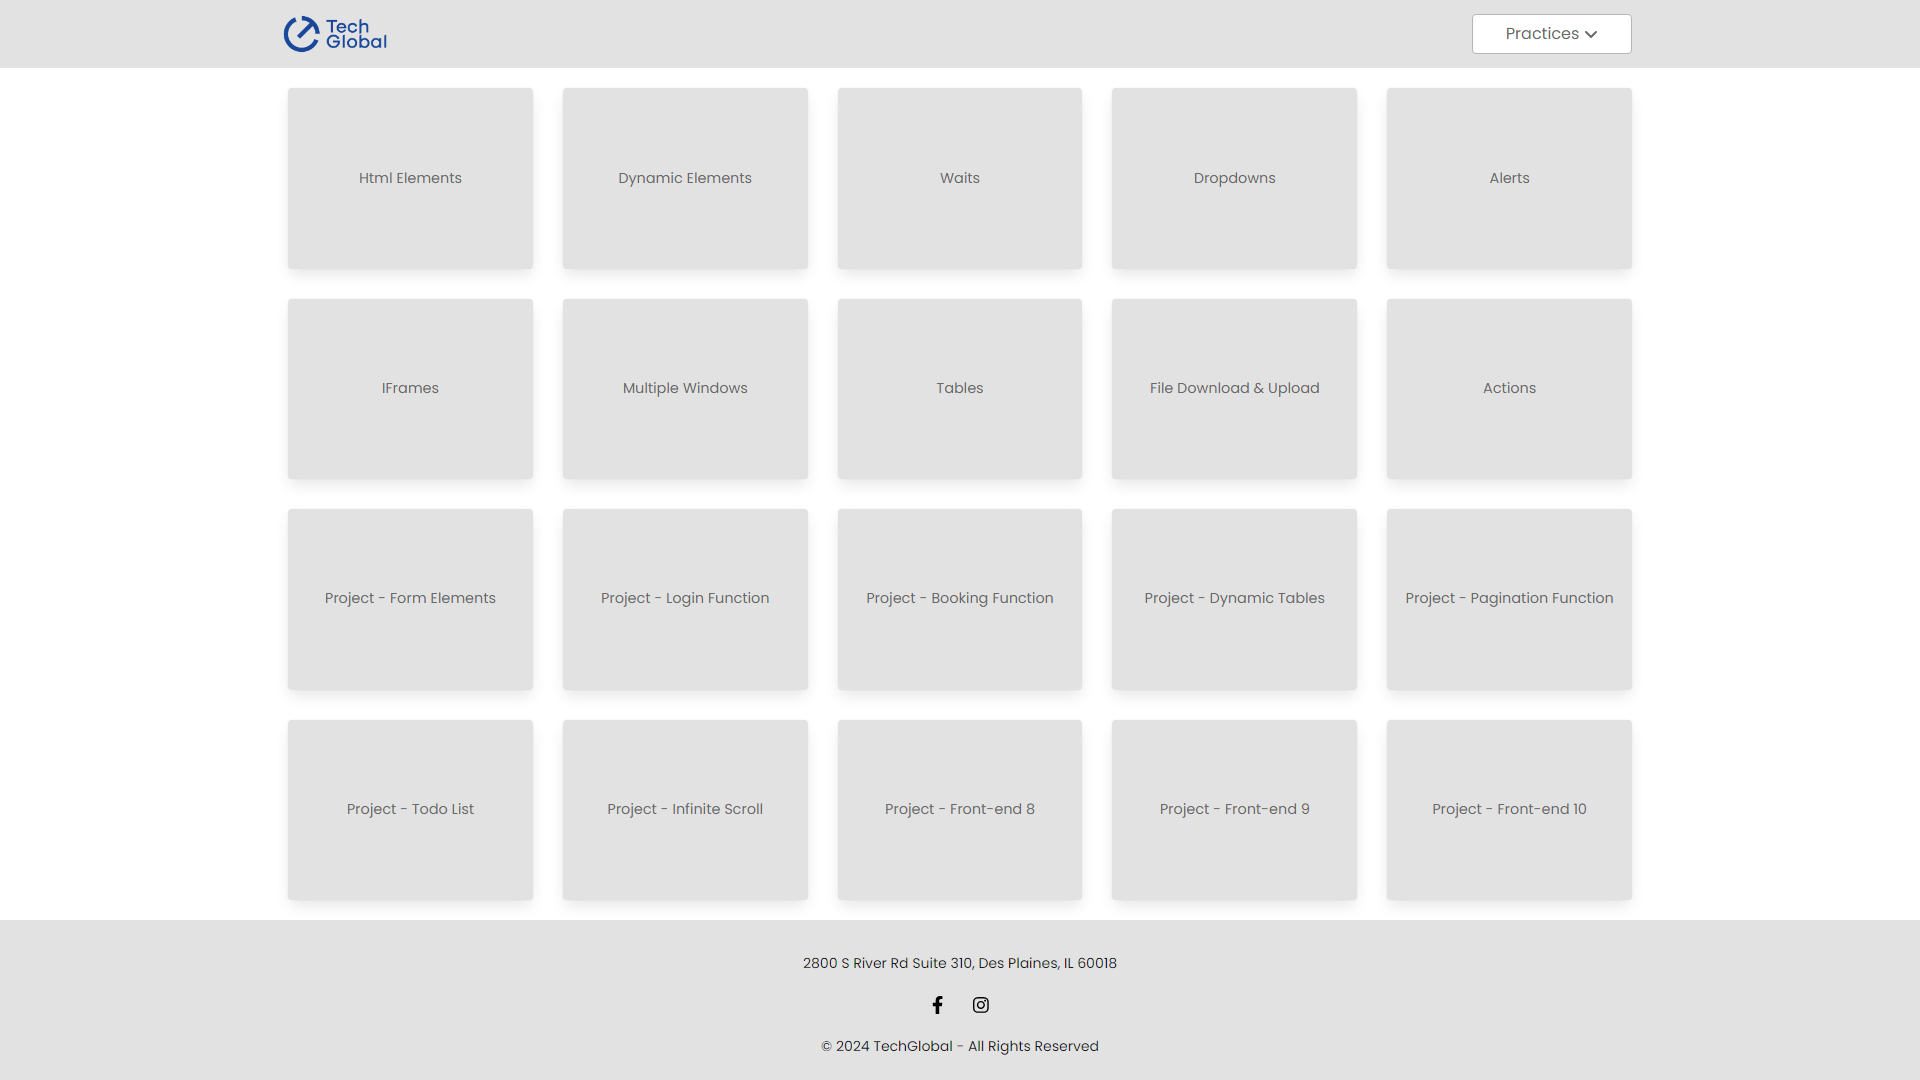 Tech
Global
Practices
Html Elements
Dynamic Elements
Waits
Dropdowns
Alerts
IFrames
Multiple Windows
Tables
File Download & Upload
Actions
Project - Form Elements
Project - Login Function
Project - Booking Function
Project - Dynamic Tables
Project - Pagination Function
Project - Todo List
Project - Infinite Scroll
Project - Front-end 8
Project - Front-end 9
Project - Front-end 10
2800 S River Rd Suite 310, Des Plaines, IL 60018
© 2024 TechGlobal - All Rights Reserved